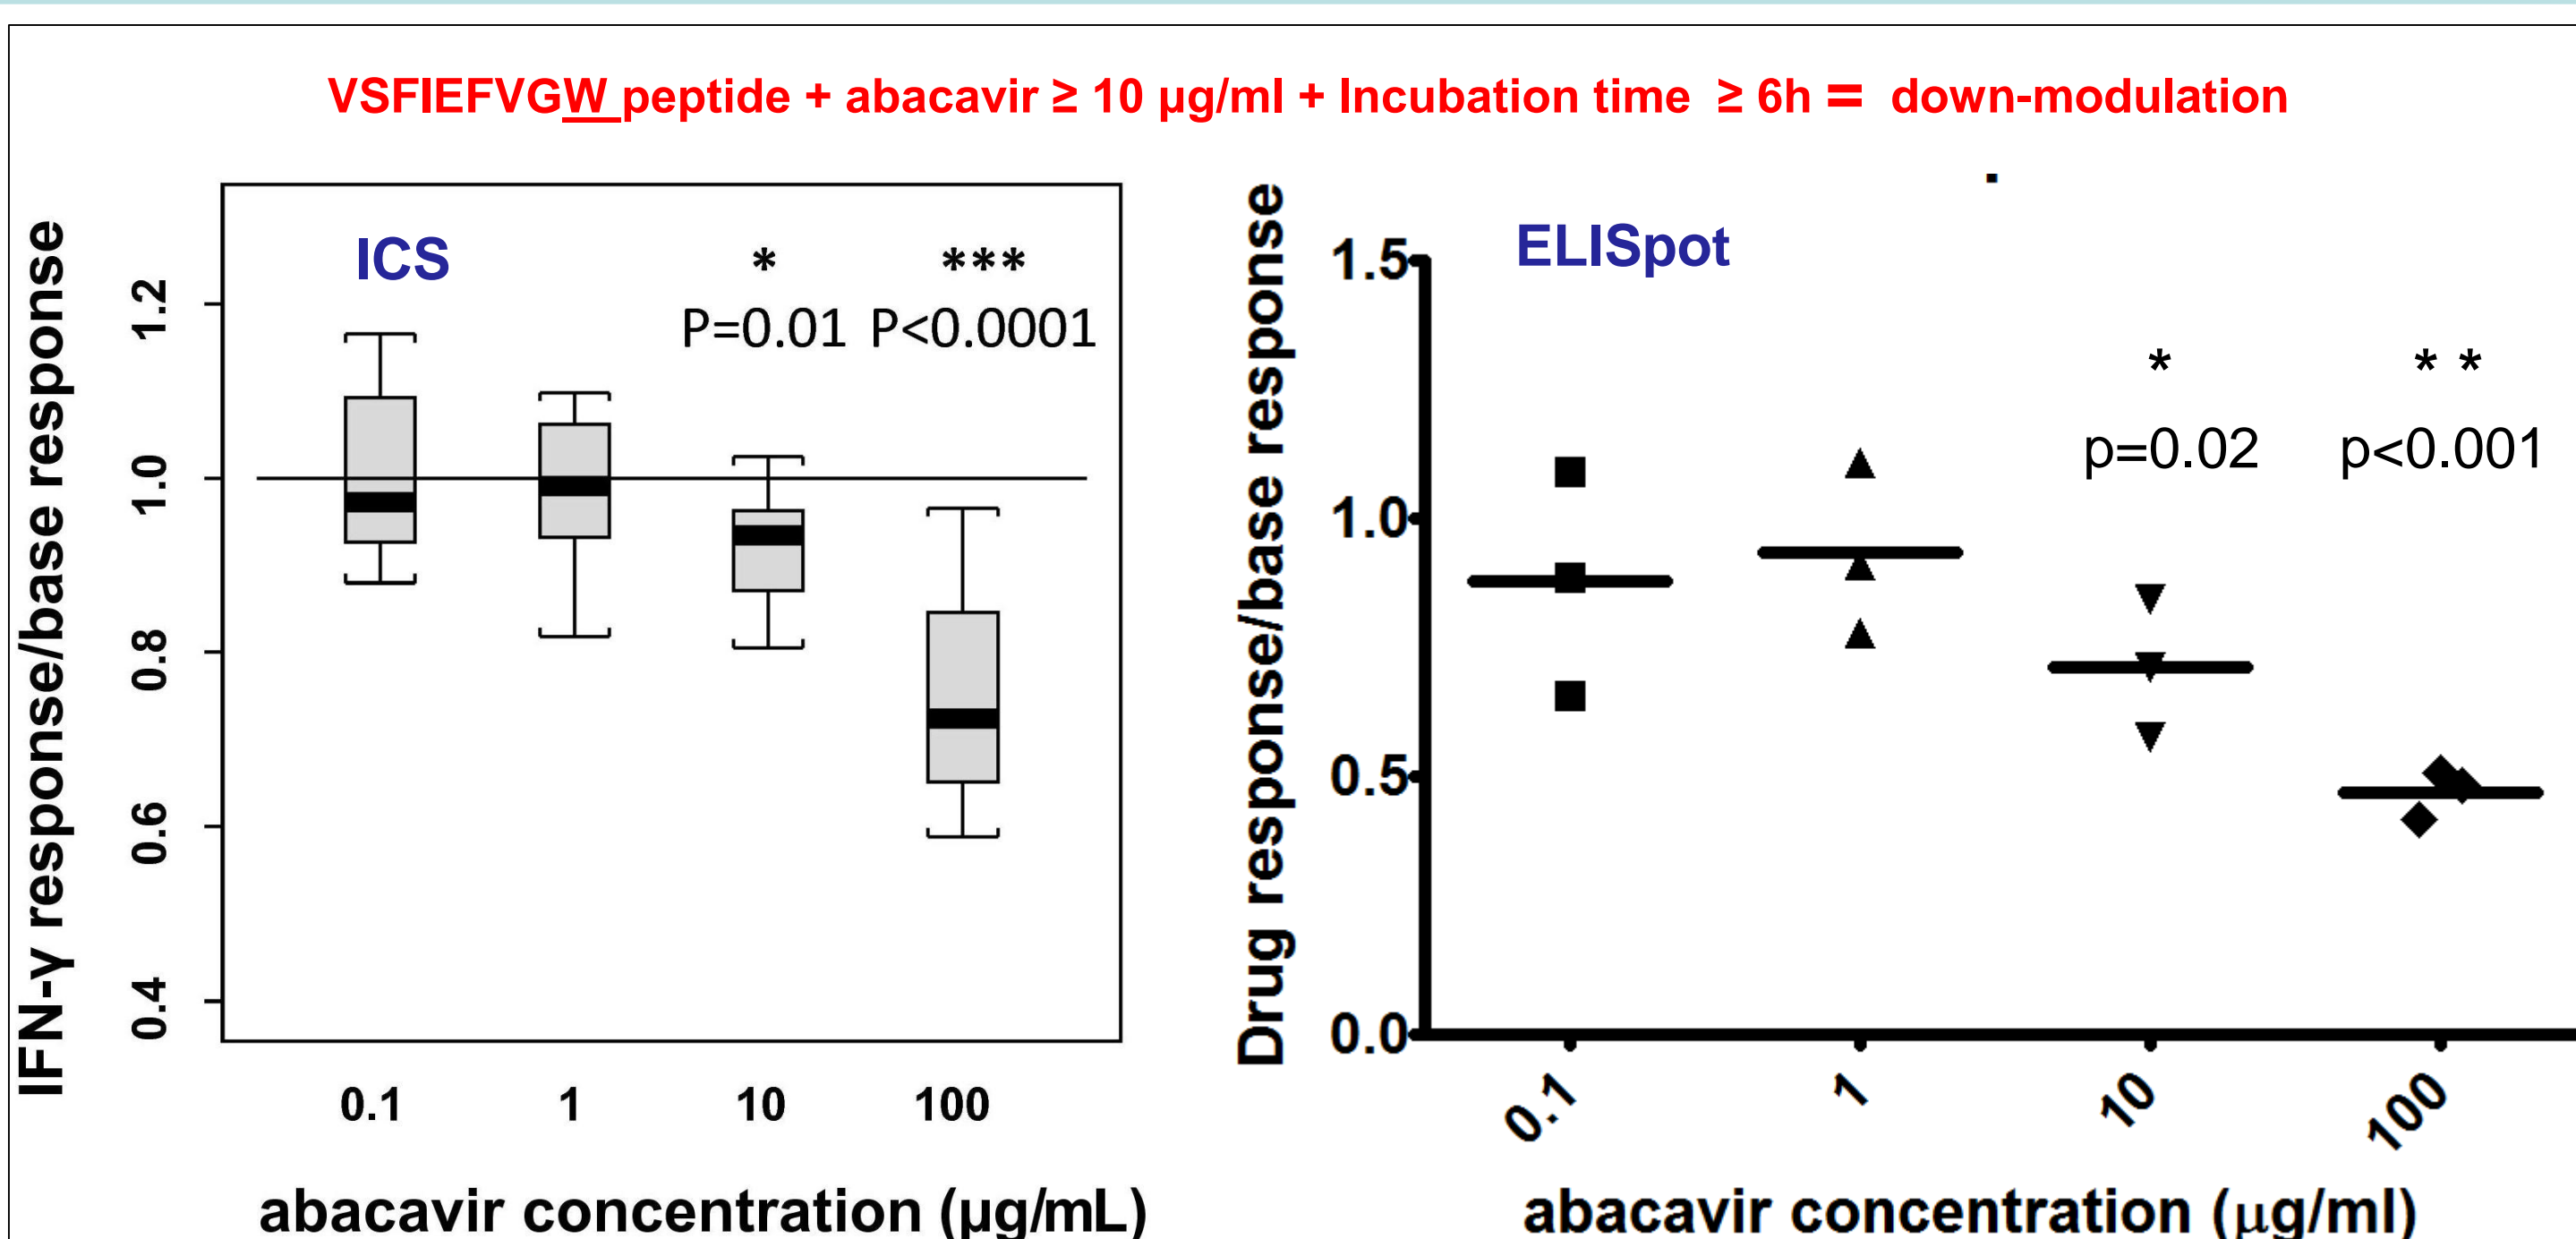 VSFIEFVGW peptide + abacavir ≥ 10 µg/ml + Incubation time ≥ 6h = down-modulation
IFN-γ response/base response
1.2
1.0
0.8
0.6
0.4
ICS
* ***
P=0.01 P<0.0001
0.1 1 10 100
abacavir concentration (µg/mL)
Drug response/base response
1.5
1.0
0.5
0.0
ELISpot
* * *
p=0.02 p<0.001
0.1 1 10 100
abacavir concentration (µg/ml)